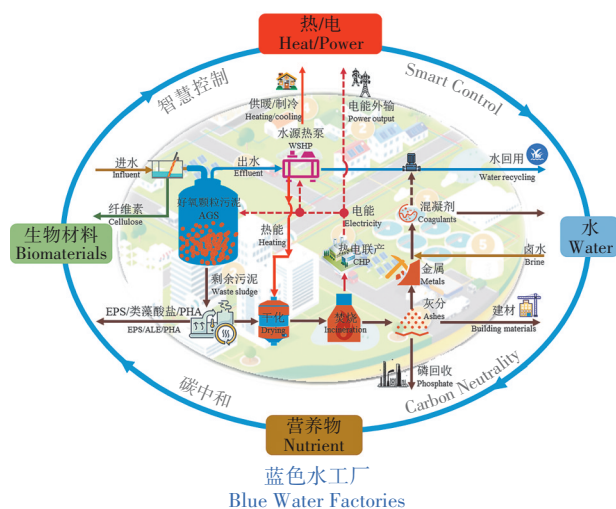 热/电
Heat/Power
智慧控制
Smart Control
供暖/制冷
Heating/cooling
电能外输
Power output
水源热泵
WSHP
进水
Influent
出水
Effluent
水回用
Water recycling
纤维素
Cellulose
好氧颗粒污泥
AGS
混凝剂
Coagulants
电能
Electricity
生物材料
Biomaterials
水
Water
热能
Heating
热电联产
CHP
卤水
Brine
金属
Metals
剩余污泥
Waste sludge
EPS/类藻酸盐/PHA
EPS/ALE/PHA
干化
Drying
焚烧
Incineration
灰分
Ashes
建材
Building materials
磷回收
Phosphate
碳中和
Carbon Neutrality
营养物
Nutrient
蓝色水工厂
Blue Water Factories